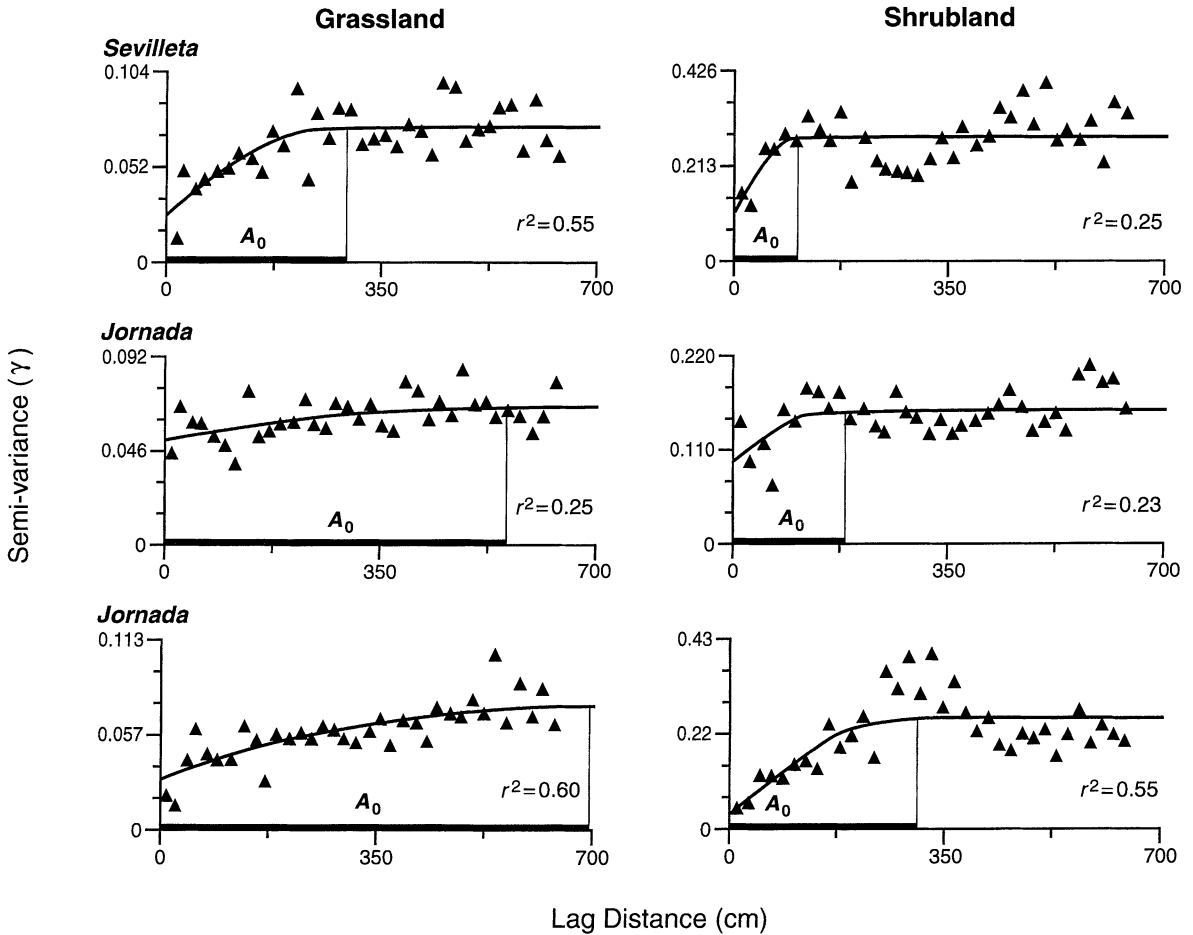 Grassland Shrubland
Sevilleta
0.104
0.052
0
A0
r2=0.55
0 350 700
0.426
0.213
0
A0
r2=0.25
0 350 700
Jornada
0.092
0.046
0
A0
r2=0.25
0 350 700
0.220
0.110
0
A0
r2=0.23
0 350 700
Jornada
0.113
0.057
0
A0
r2=0.60
0 350 700
0.43
0.22
0
A0
r2=0.55
0 350 700
Semi-variance (γ)
Lag Distance (cm)